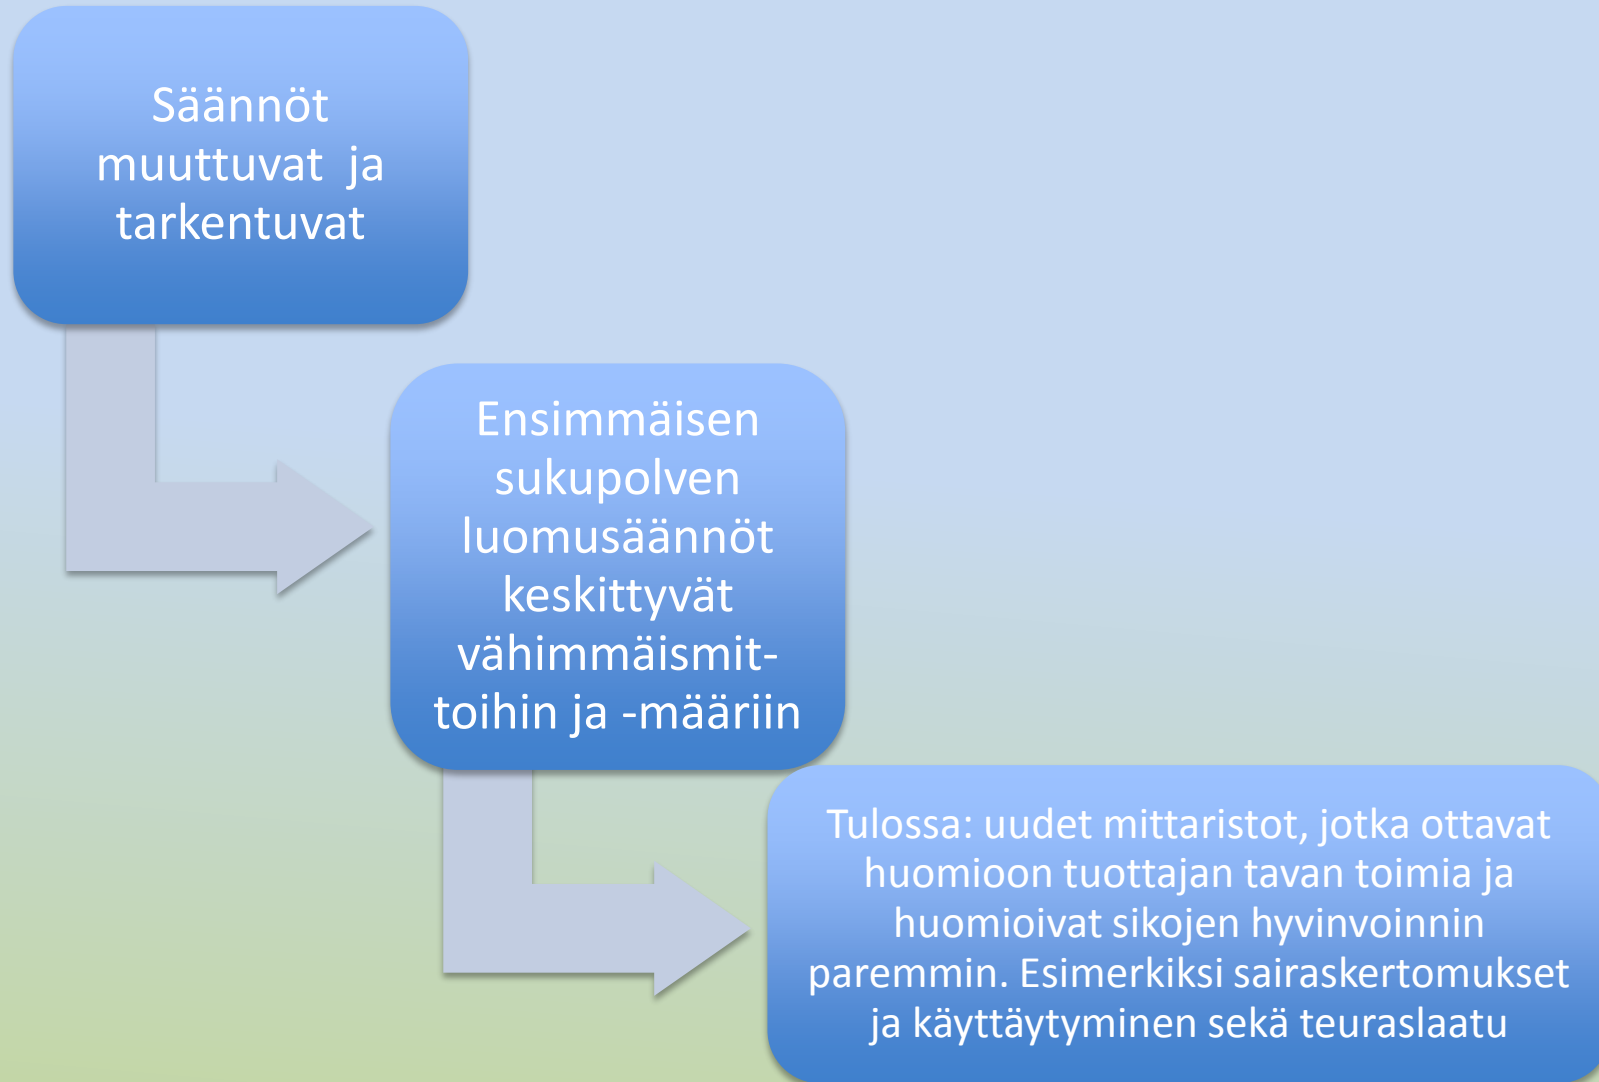 Säännöt
muuttuvat ja
tarkentuvat
Ensimmäisen
sukupolven
luomusäännöt
keskittyvät
vähimmäismit-
toihin ja -määriin
Tulossa: uudet mittaristot, jotka ottavat
huomioon tuottajan tavan toimia ja
huomioivat sikojen hyvinvoinnin
paremmin. Esimerkiksi sairaskertomukset
ja käyttäytyminen sekä teuraslaatu